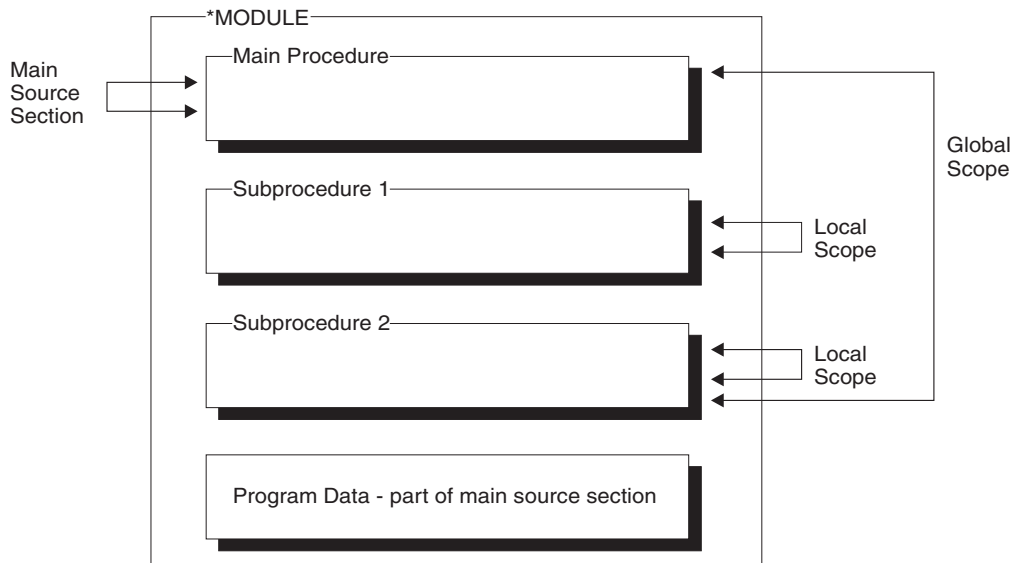 *MODULE
Main Procedure
Main
Source
Section
Global
Scope
Subprocedure 1
Local
Scope
Subprocedure 2
Local
Scope
Program Data - part of main source section